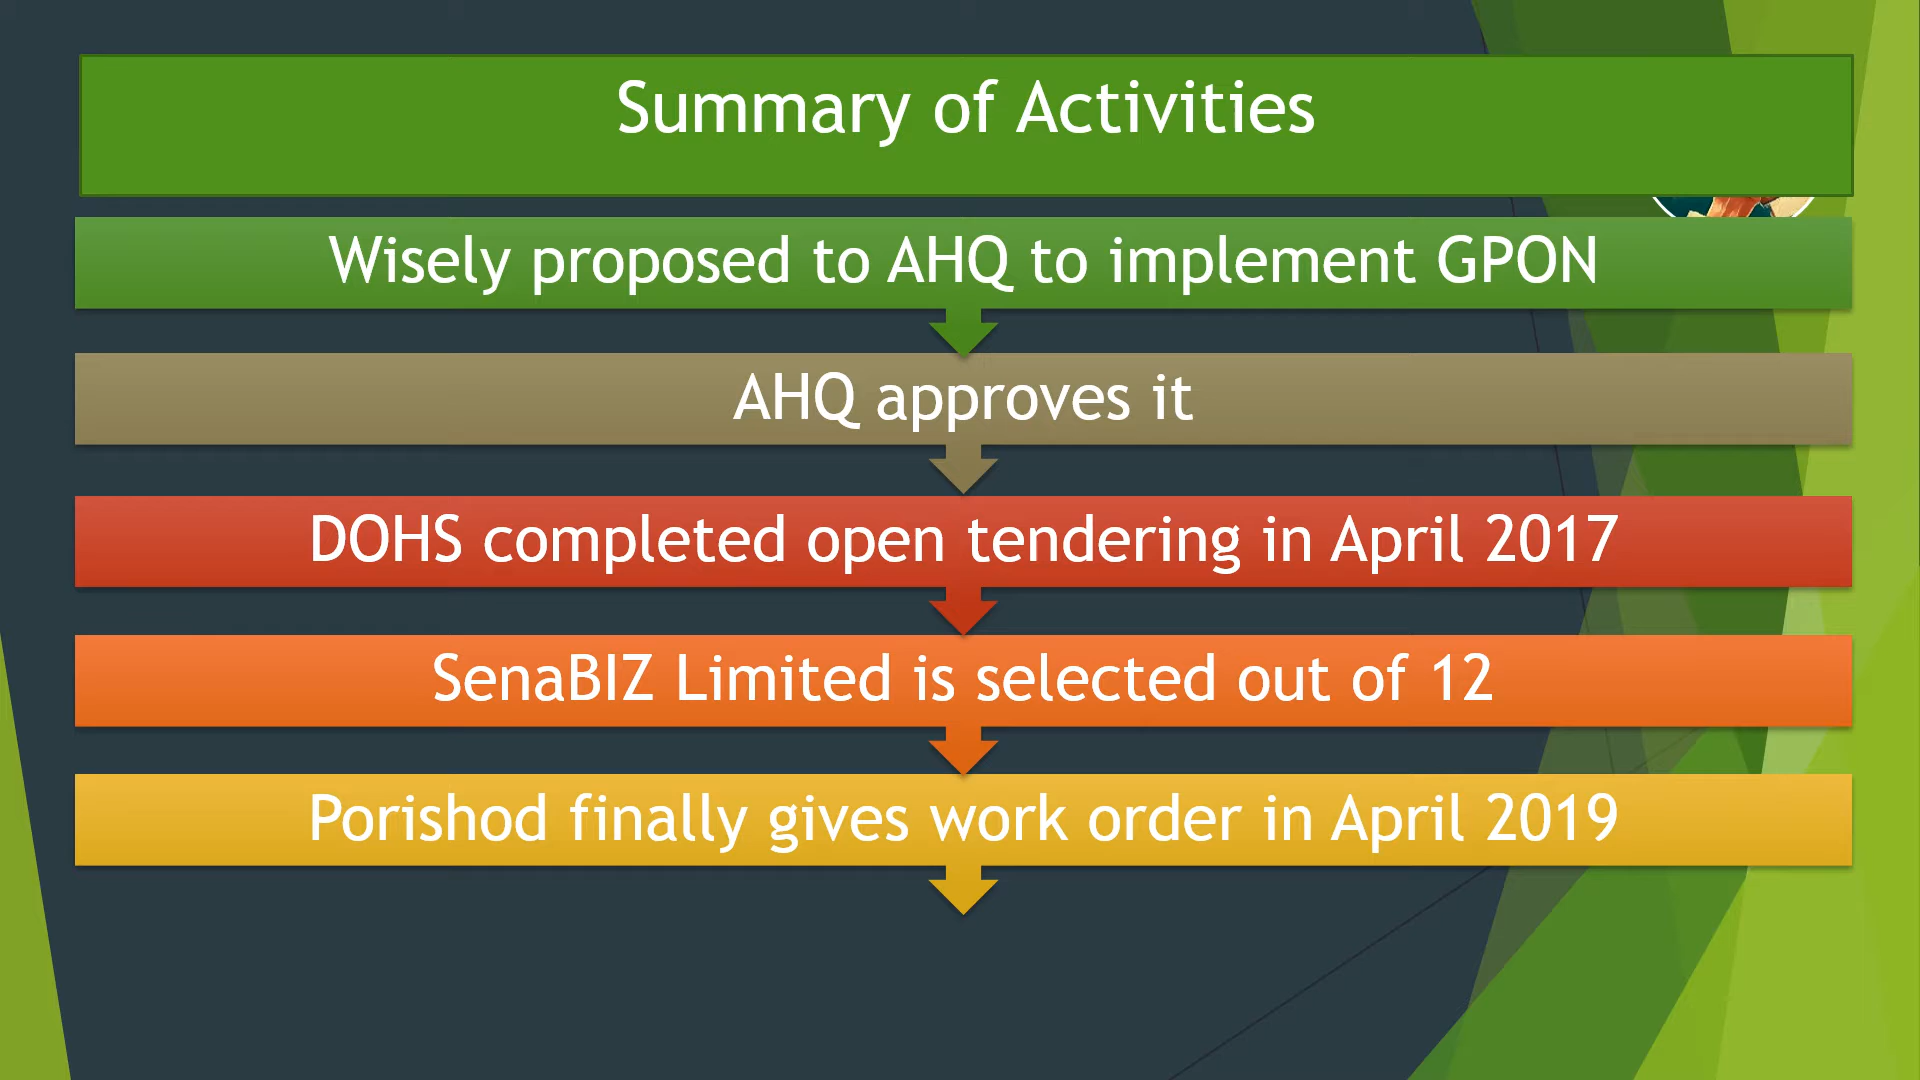 Summary of Activities
Wisely proposed to AHQ to implement GPON
AHQ approves it
DOHS completed open tendering in April 2017
SenaBIZ Limited is selected out of 12
Porishod finally gives work order in April 2019